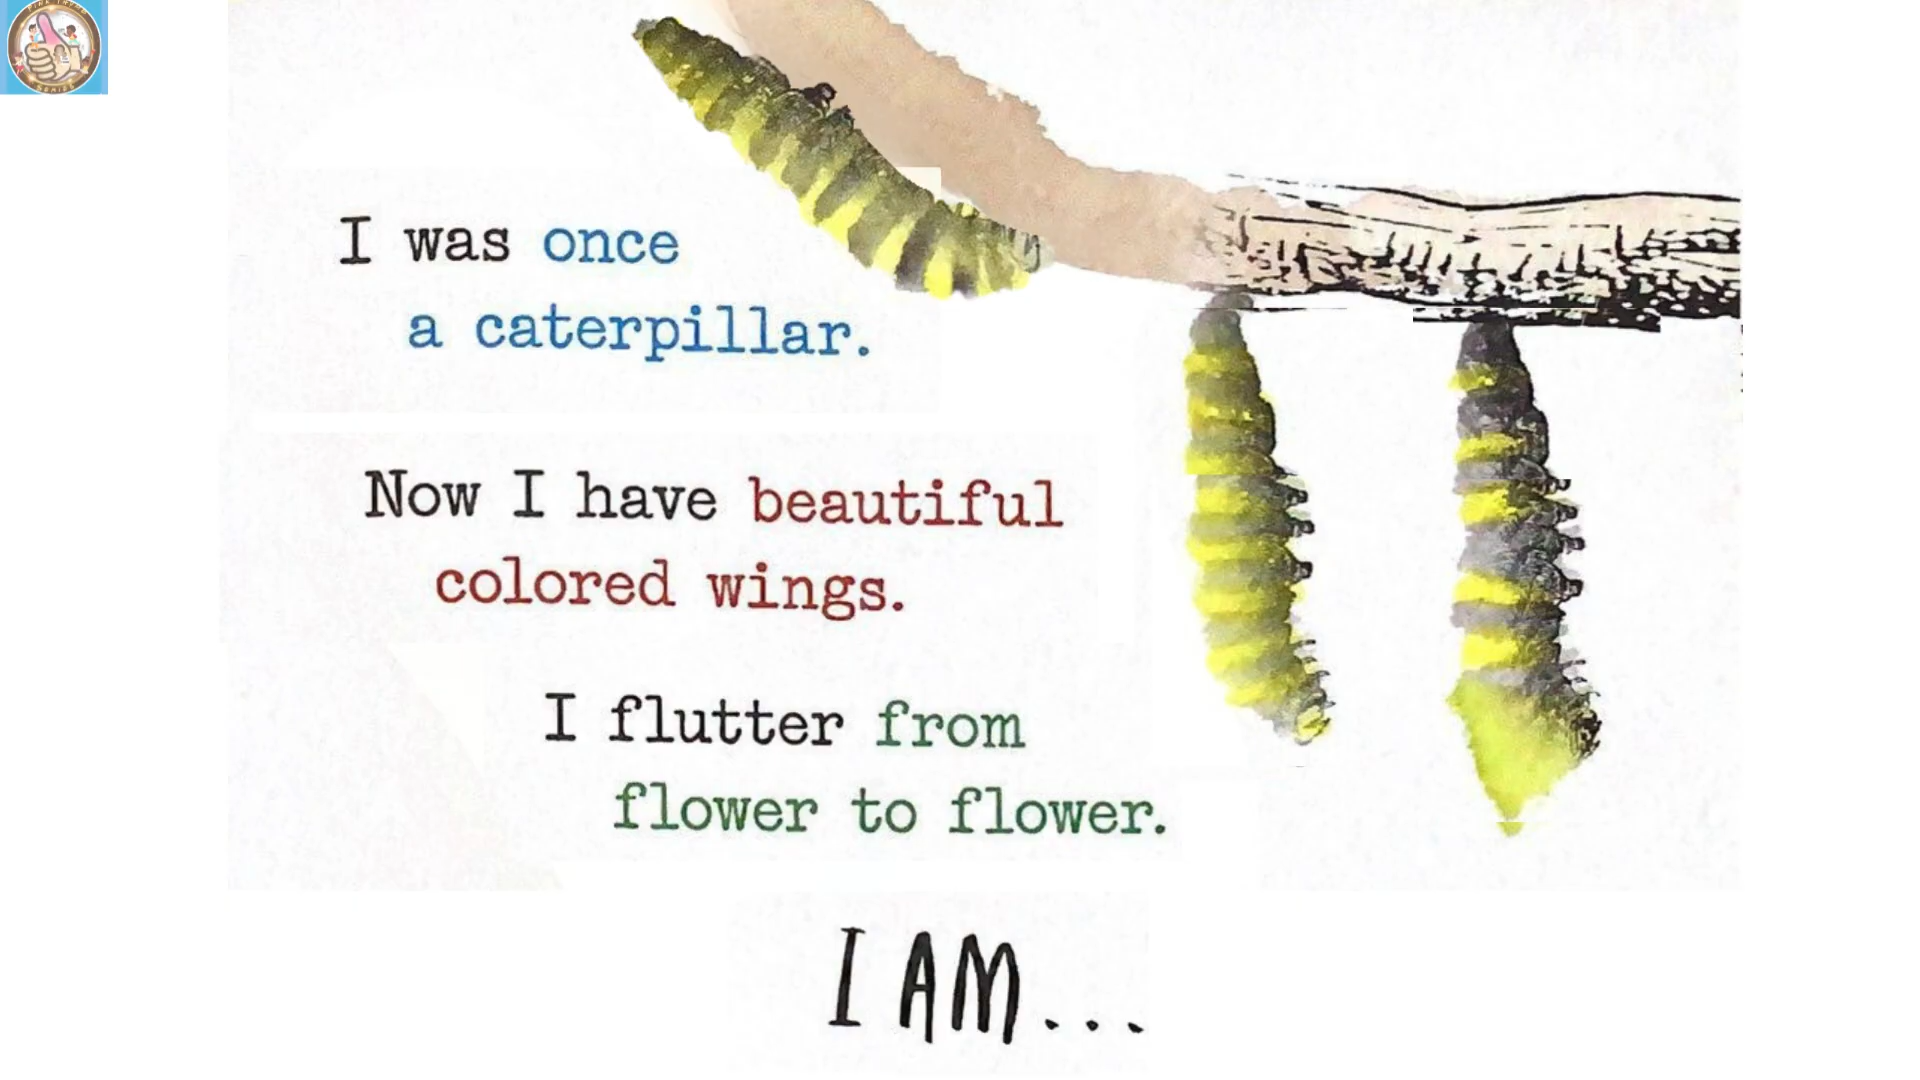 I was once
a caterpillar.
Now I have beautiful
colored wings.
I flutter from
flower to flower.
I AM...